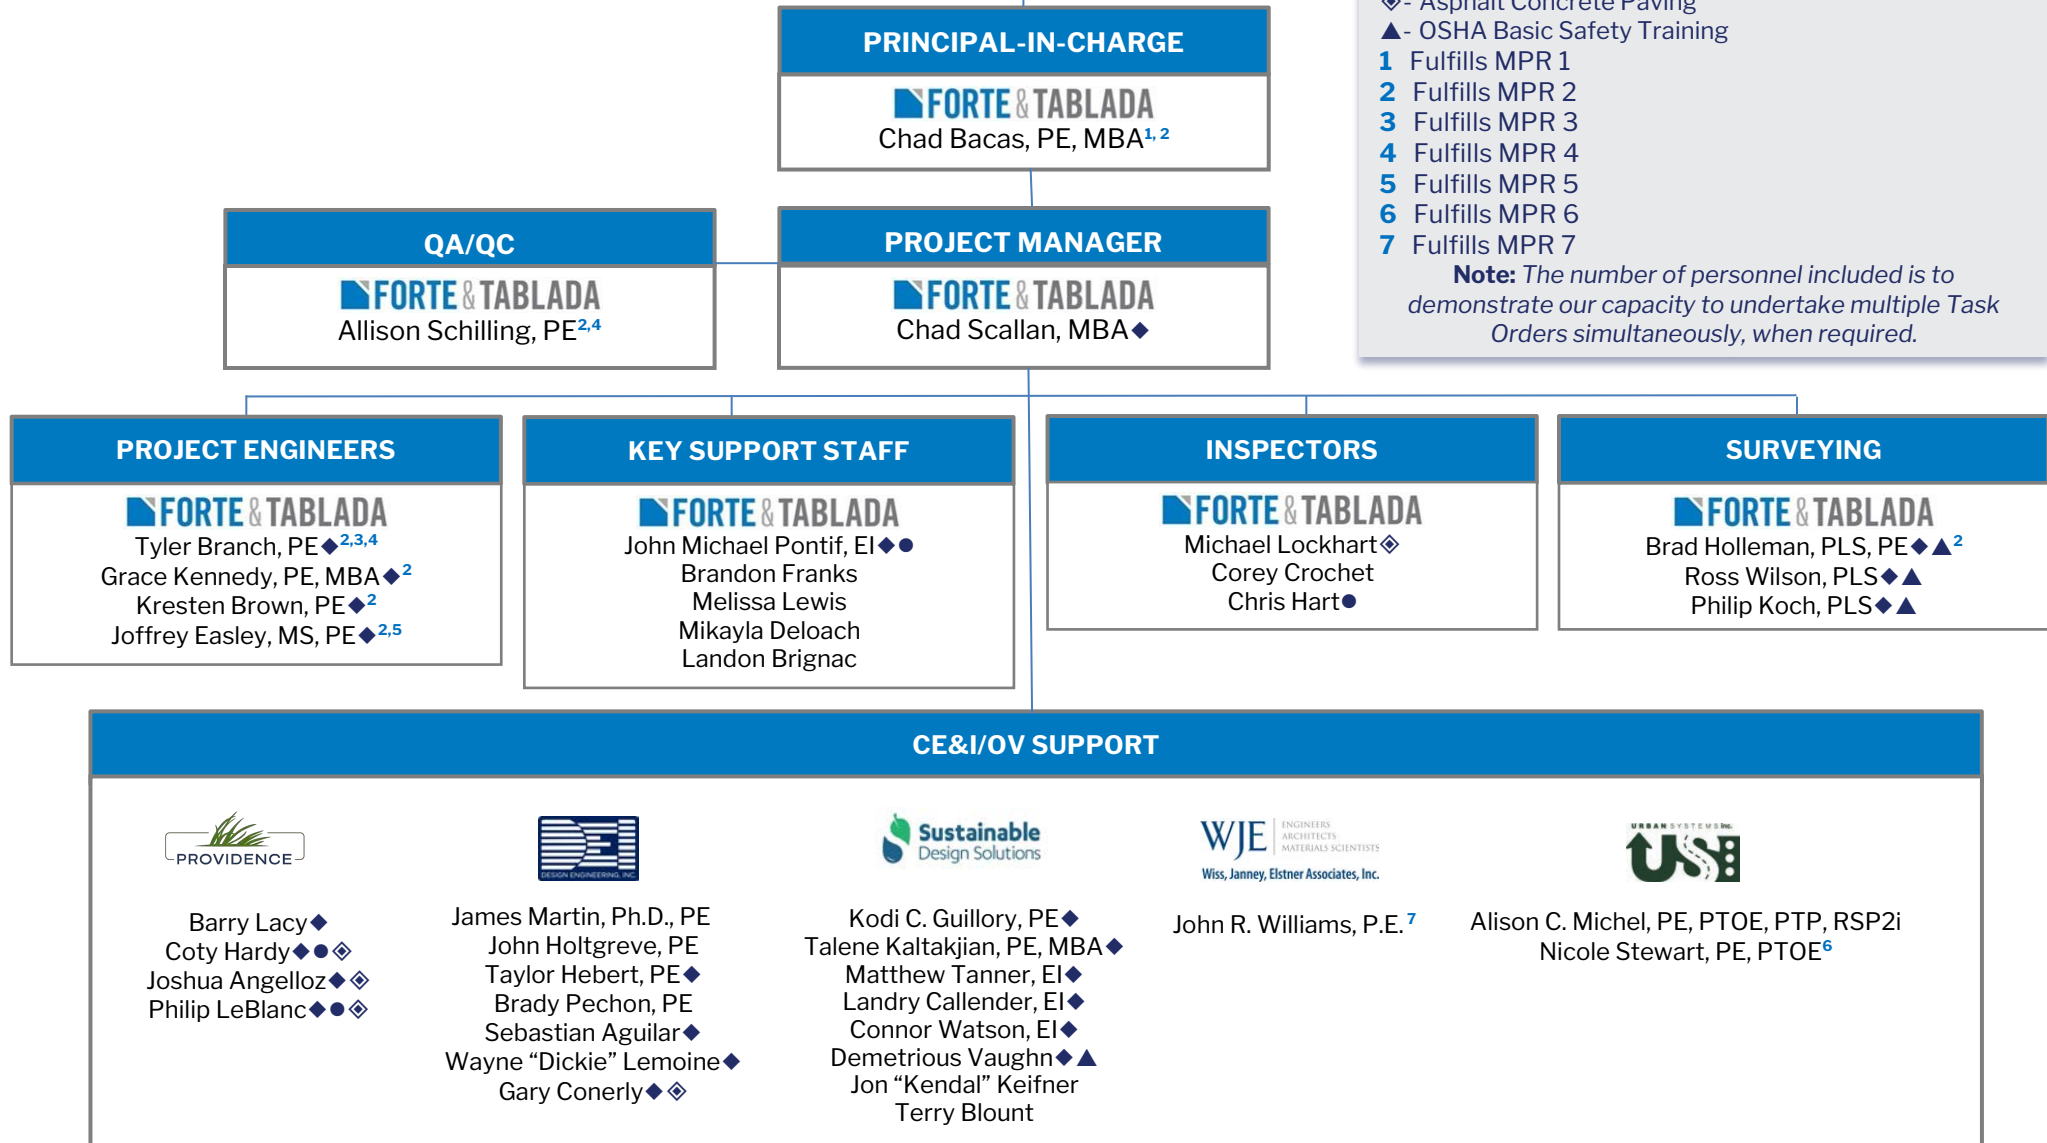 ◈- Asphalt Concrete Paving
▲- OSHA Basic Safety Training
1 Fulfills MPR 1
2 Fulfills MPR 2
3 Fulfills MPR 3
4 Fulfills MPR 4
5 Fulfills MPR 5
6 Fulfills MPR 6
7 Fulfills MPR 7
Note: The number of personnel included is to
demonstrate our capacity to undertake multiple Task
Orders simultaneously, when required.
PRINCIPAL-IN-CHARGE
FORTE & TABLADA
Chad Bacas, PE, MBA1, 2
QA/QC
FORTE & TABLADA
Allison Schilling, PE2,4
PROJECT MANAGER
FORTE & TABLADA
Chad Scallan, MBA◆
PROJECT ENGINEERS
FORTE & TABLADA
Tyler Branch, PE◆2,3,4
Grace Kennedy, PE, MBA◆2
Kresten Brown, PE◆2
Joffrey Easley, MS, PE◆2,5
KEY SUPPORT STAFF
FORTE & TABLADA
John Michael Pontif, EI◆●
Brandon Franks
Melissa Lewis
Mikayla Deloach
Landon Brignac
INSPECTORS
FORTE & TABLADA
Michael Lockhart◈
Corey Crochet
Chris Hart●
SURVEYING
FORTE & TABLADA
Brad Holleman, PLS, PE◆▲2
Ross Wilson, PLS◆▲
Philip Koch, PLS◆▲
CE&I/OV SUPPORT
PROVIDENCE
Barry Lacy◆
Coty Hardy◆●◈
Joshua Angelloz◆◈
Philip LeBlanc◆●◈
DEI
DESIGN ENGINEERING, INC.
James Martin, Ph.D., PE
John Holtgreve, PE
Taylor Hebert, PE◆
Brady Pechon, PE
Sebastian Aguilar◆
Wayne “Dickie” Lemoine◆
Gary Conerly◆◈
Sustainable
Design Solutions
Kodi C. Guillory, PE◆
Talene Kaltakjian, PE, MBA◆
Matthew Tanner, EI◆
Landry Callender, EI◆
Connor Watson, EI◆
Demetrious Vaughn◆▲
Jon “Kendal” Keifner
Terry Blount
WJE
ENGINEERS
ARCHITECTS
MATERIALS SCIENTISTS
Wiss, Janney, Elstner Associates, Inc.
John R. Williams, P.E. 7
URBAN SYSTEMS Inc.
USI
Alison C. Michel, PE, PTOE, PTP, RSP2i
Nicole Stewart, PE, PTOE6